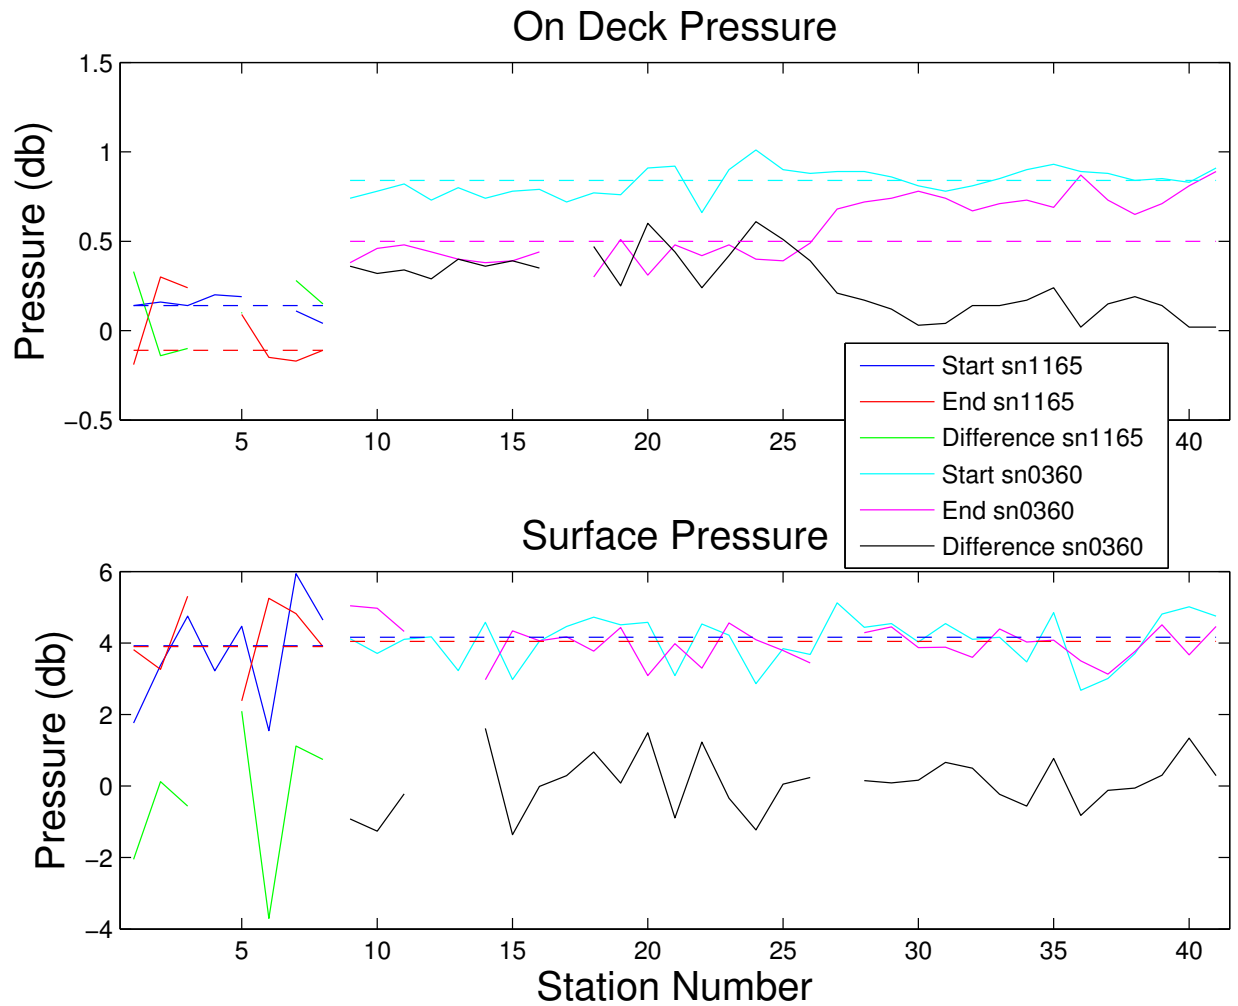 On Deck Pressure
Pressure (db)
1.5
1
0.5
0
−0.5
5 10 15 20 25 40
Start sn1165
End sn1165
Difference sn1165
Start sn0360
End sn0360
Difference sn0360
Surface Pressure
Pressure (db)
6
4
2
0
−2
−4
5 10 15 20 25 30 35 40
Station Number